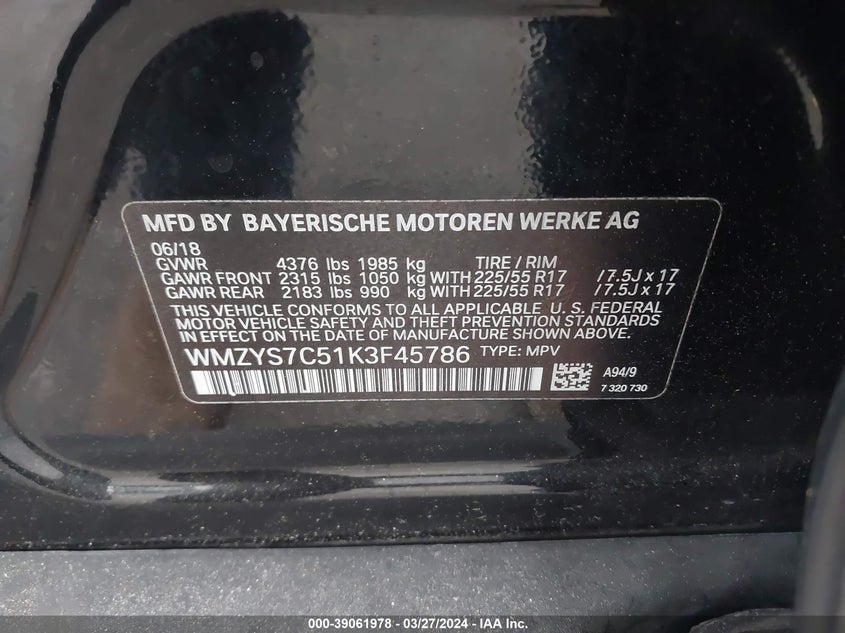 MFD BY BAYERISCHE MOTOREN WERKE AG
06/18
GVWR 4376 lbs 1985 kg TIRE / RIM
GAWR FRONT 2315 lbs 1050 kg WITH 225/55 R17 /7.5J x 17
GAWR REAR 2183 lbs 990 kg WITH 225/55 R17 /7.5J x 17
THIS VEHICLE CONFORMS TO ALL APPLICABLE U. S. FEDERAL
MOTOR VEHICLE SAFETY AND THEFT PREVENTION STANDARDS
IN EFFECT ON THE DATE OF MANUFACTURE SHOWN ABOVE.
WMZYS7C51K3F45786 TYPE: MPV
A94/9
7 320 730
000-39061978 - 03/27/2024 - IAA Inc.